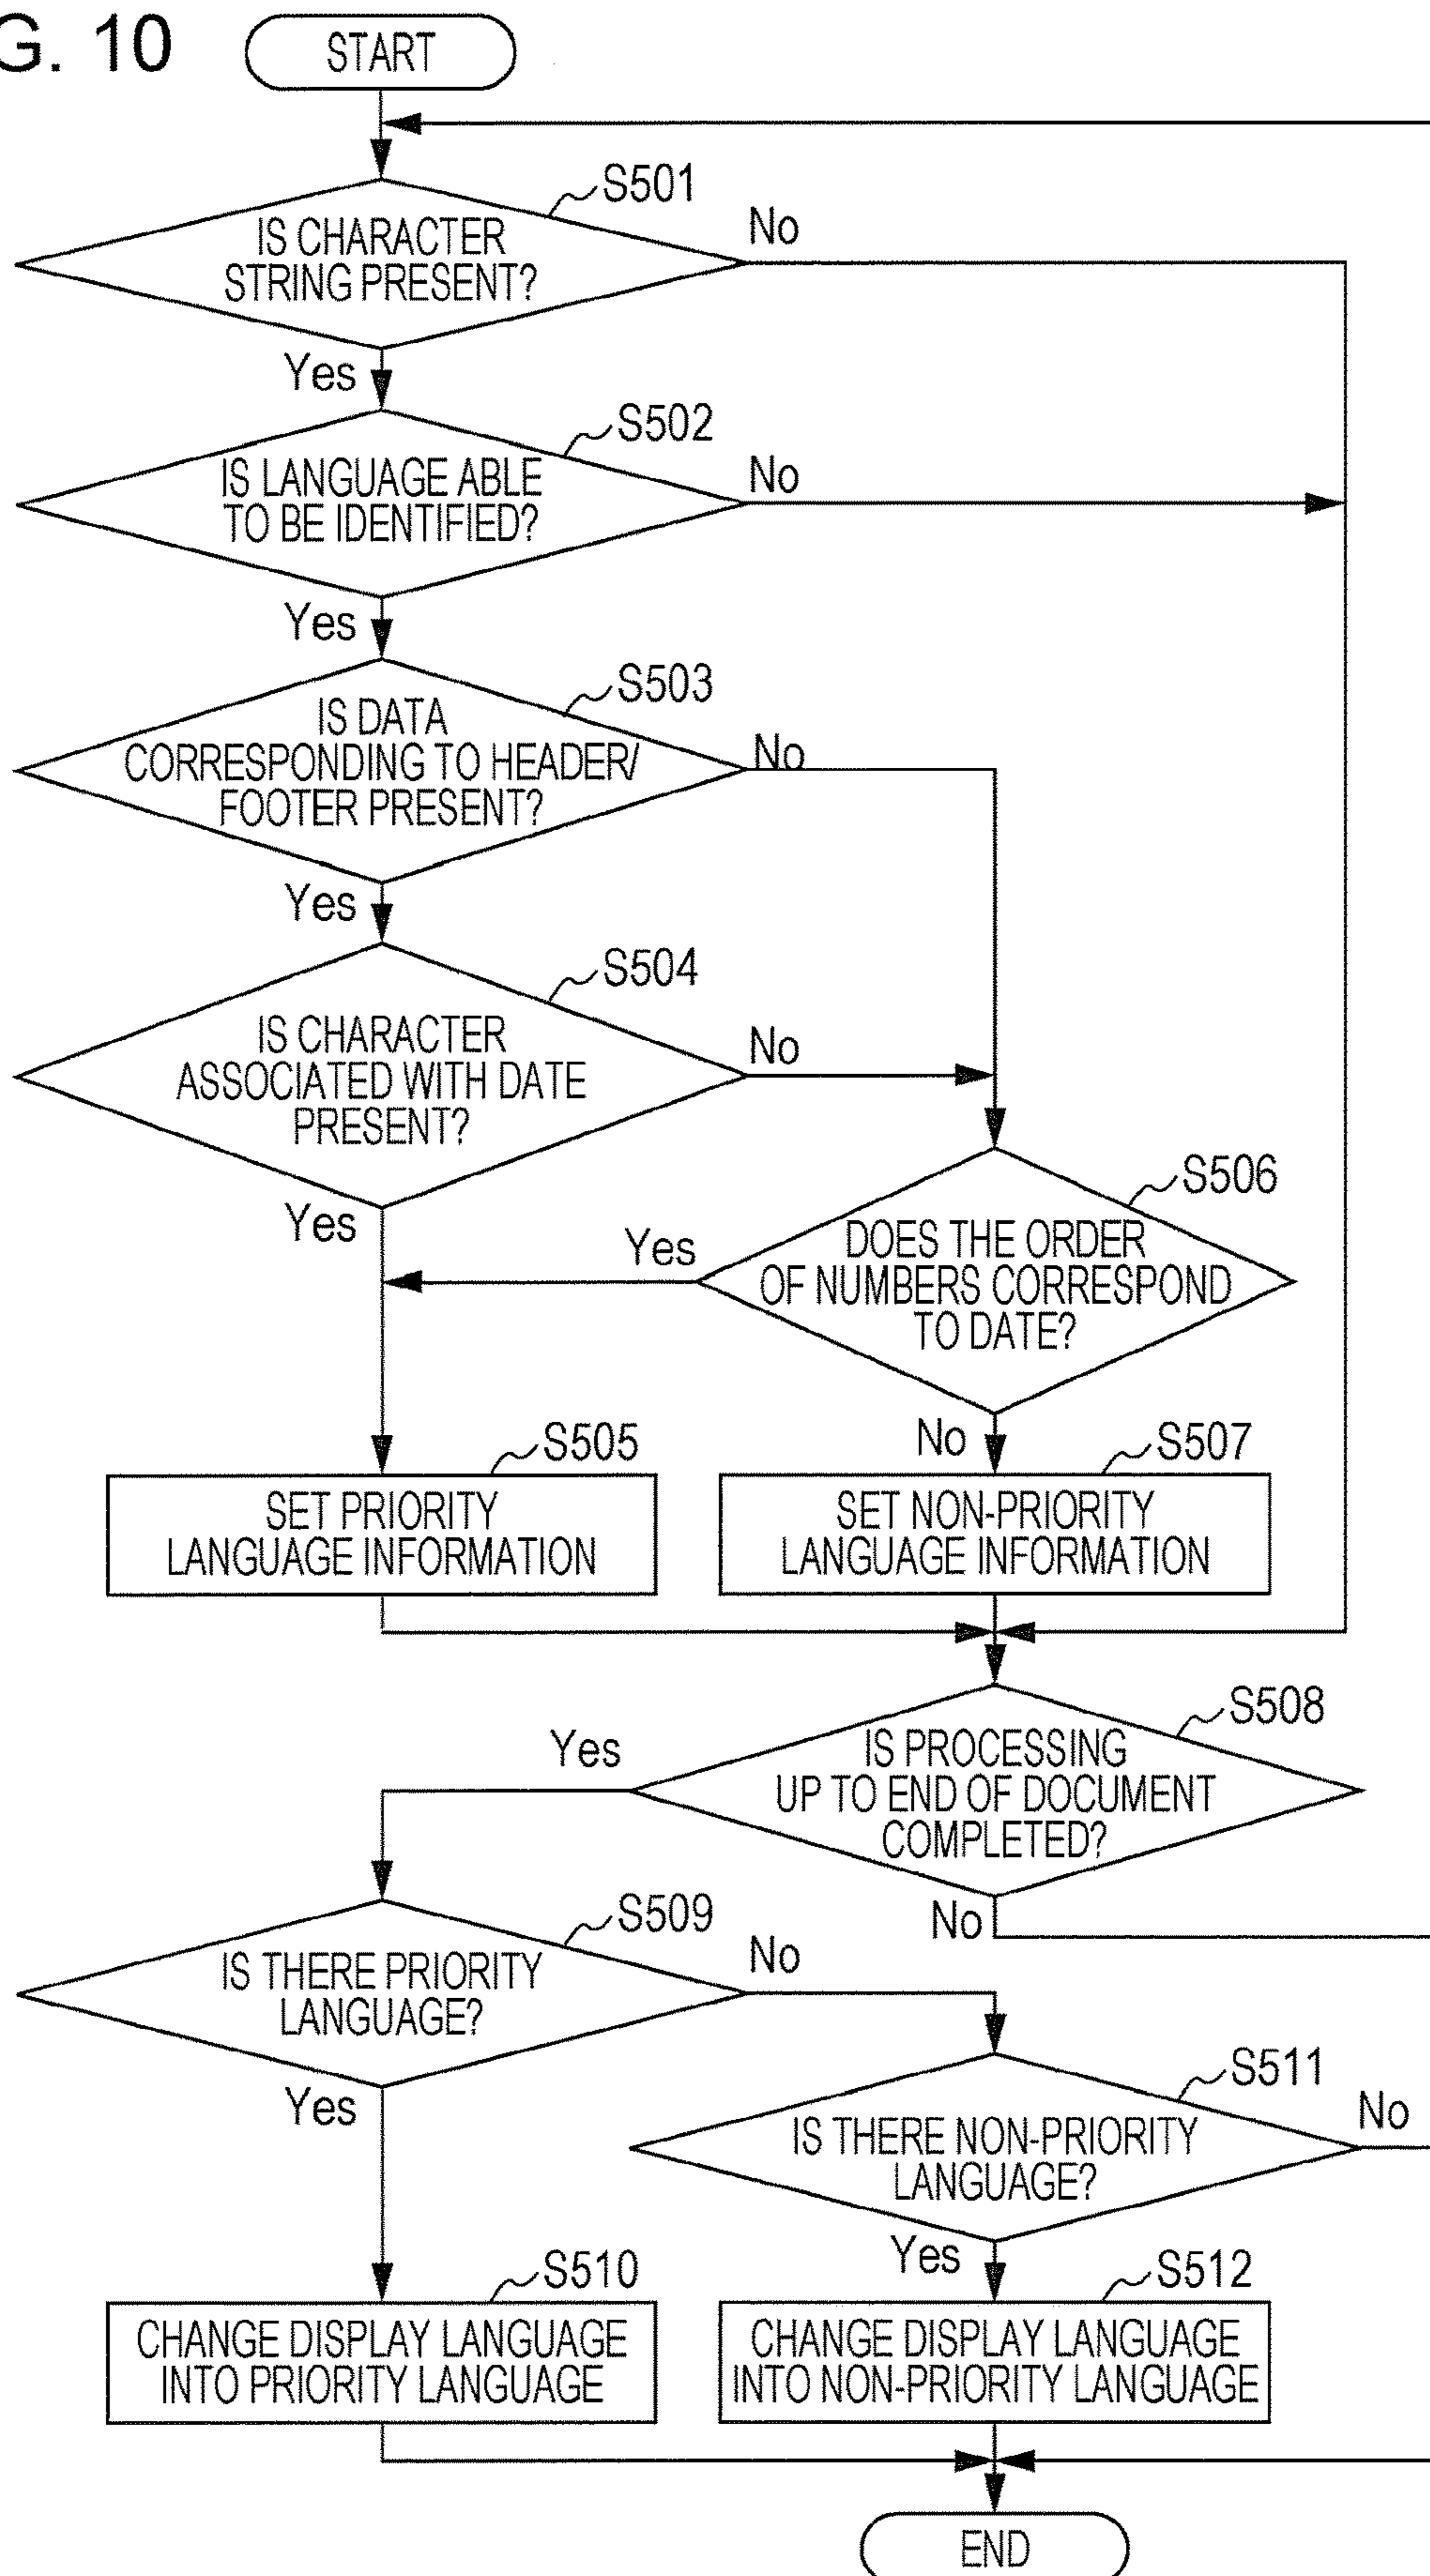 G. 10
START
S501
IS CHARACTER
STRING PRESENT?
No
Yes
S502
IS LANGUAGE ABLE
TO BE IDENTIFIED?
No
Yes
S503
IS DATA
CORRESPONDING TO HEADER/
FOOTER PRESENT?
No
Yes
S504
IS CHARACTER
ASSOCIATED WITH DATE
PRESENT?
No
Yes
S506
DOES THE ORDER
OF NUMBERS CORRESPOND
TO DATE?
Yes
No
S505
SET PRIORITY
LANGUAGE INFORMATION
S507
SET NON-PRIORITY
LANGUAGE INFORMATION
S508
IS PROCESSING
UP TO END OF DOCUMENT
COMPLETED?
Yes
No
S509
IS THERE PRIORITY
LANGUAGE?
No
Yes
S511
IS THERE NON-PRIORITY
LANGUAGE?
No
Yes
S510
CHANGE DISPLAY LANGUAGE
INTO PRIORITY LANGUAGE
S512
CHANGE DISPLAY LANGUAGE
INTO NON-PRIORITY LANGUAGE
END